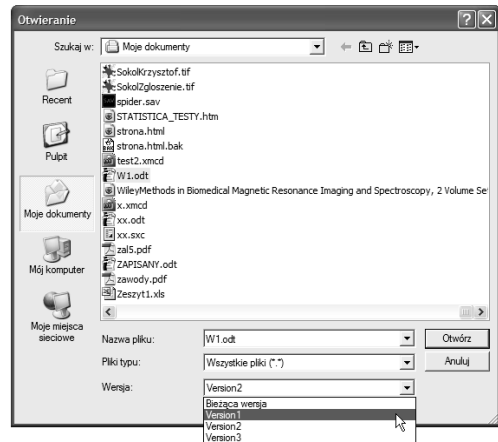 Otwieranie
Szukaj w:
Moje dokumenty
SokolKrzysztof.tif
SokolZgloszenie.tif
spider.sav
STATISTICA_TESTY.htm
strona.html
strona.html.bak
test2.xmcd
W1.odt
WileyMethods in Biomedical Magnetic Resonance Imaging and Spectroscopy, 2 Volume Se
x.xmcd
xx.odt
xx.sxc
zal5.pdf
ZAPISANY.odt
zawody.pdf
Zeszyt1.xls
Recent
Pulpit
Moje dokumenty
Mój komputer
Moje miejsca
sieciowe
Nazwa pliku:
W1.odt
Otwórz
Pliki typu:
Wszystkie pliki (*.*)
Anuluj
Wersja:
Version2
Bieżąca wersja
Version1
Version2
Version3